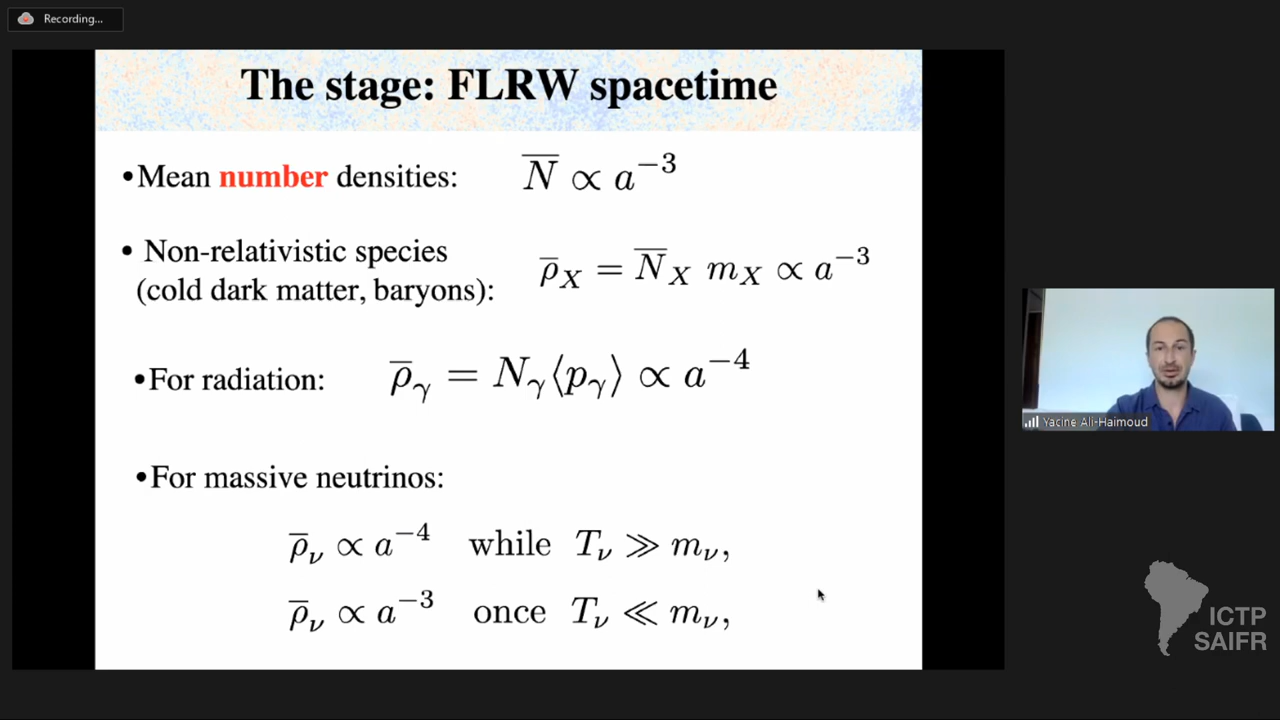 Recording...
The stage: FLRW spacetime
•Mean number densities: N̅ ∝ a⁻³
• Non-relativistic species
(cold dark matter, baryons): ρ̅_X = N̅_X m_X ∝ a⁻³
•For radiation: ρ̅_γ = N_γ⟨p_γ⟩ ∝ a⁻⁴
•For massive neutrinos:
ρ̅_ν ∝ a⁻⁴ while T_ν ≫ m_ν,
ρ̅_ν ∝ a⁻³ once T_ν ≪ m_ν,
Yacine Ali-Haimoud
ICTP
SAIFR